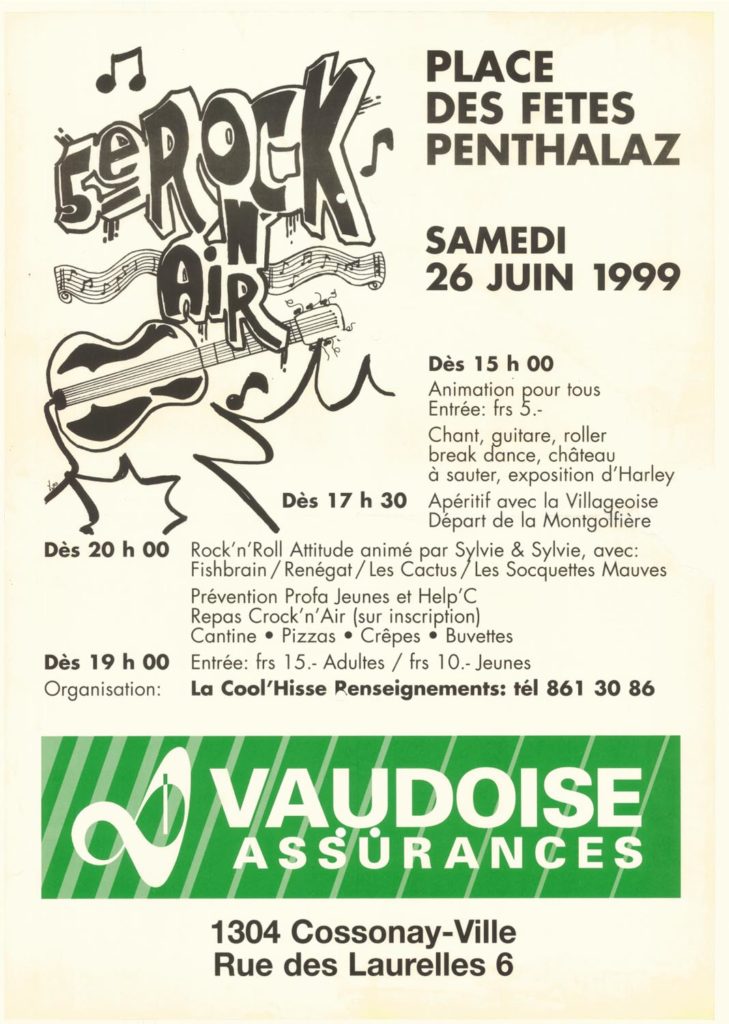 5e ROCK
N'
AiR
PLACE
DES FETES
PENTHALAZ
SAMEDI
26 JUIN 1999
Dès 15 h 00
Animation pour tous
Entrée: frs 5.-
Chant, guitare, roller
break dance, château
à sauter, exposition d'Harley
Dès 17 h 30 Apéritif avec la Villageoise
Départ de la Montgolfière
Dès 20 h 00 Rock'n'Roll Attitude animé par Sylvie & Sylvie, avec:
Fishbrain / Renégat / Les Cactus / Les Socquettes Mauves
Prévention Profa Jeunes et Help'C
Repas Crock'n'Air (sur inscription)
Cantine • Pizzas • Crêpes • Buvettes
Dès 19 h 00 Entrée: frs 15.- Adultes / frs 10.- Jeunes
Organisation: La Cool'Hisse Renseignements: tél 861 30 86
VAUDOISE
ASSURANCES
1304 Cossonay-Ville
Rue des Laurelles 6